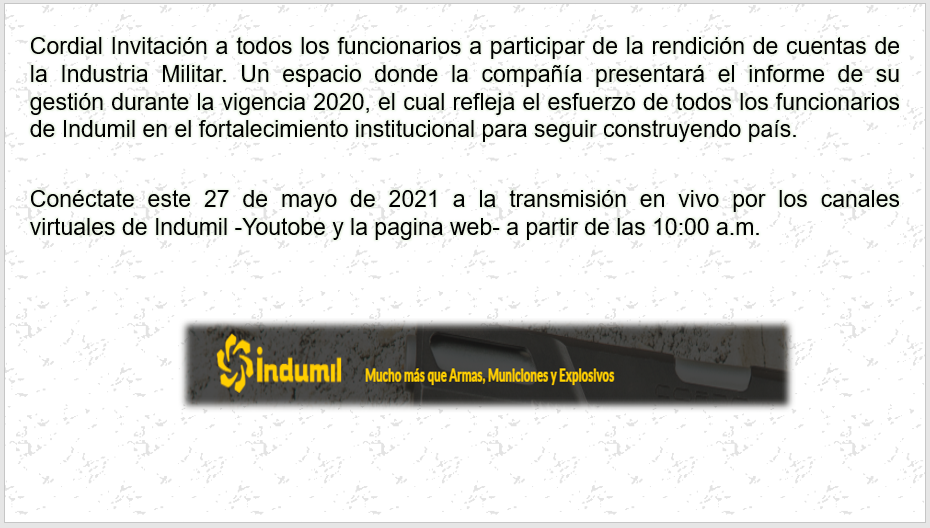 Cordial Invitación a todos los funcionarios a participar de la rendición de cuentas de
la Industria Militar. Un espacio donde la compañía presentará el informe de su
gestión durante la vigencia 2020, el cual refleja el esfuerzo de todos los funcionarios
de Indumil en el fortalecimiento institucional para seguir construyendo país.
Conéctate este 27 de mayo de 2021 a la transmisión en vivo por los canales
virtuales de Indumil -Youtobe y la pagina web- a partir de las 10:00 a.m.
indumil Mucho más que Armas, Municiones y Explosivos